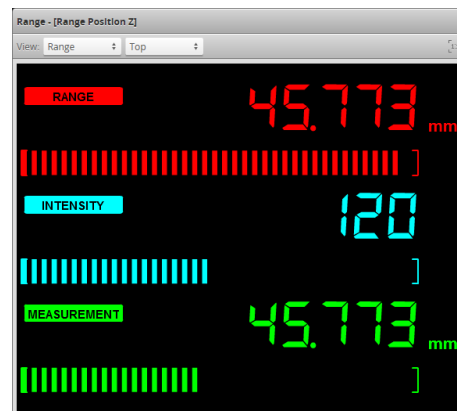 Range - [Range Position Z]
View: Range Top
RANGE 45.773 mm
INTENSITY 120
MEASUREMENT 45.773 mm